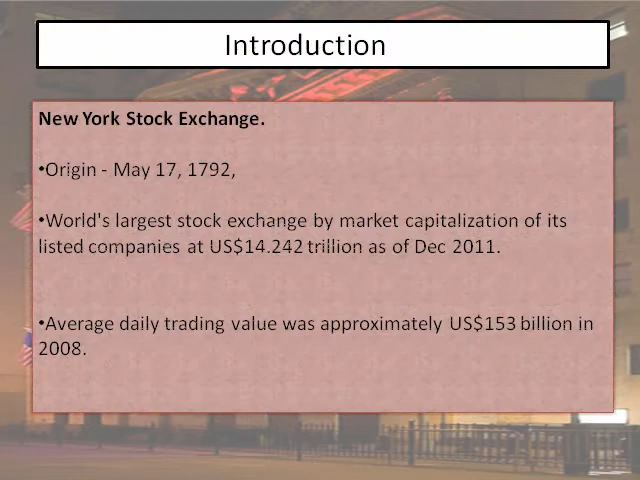 Introduction
New York Stock Exchange.
•Origin - May 17, 1792,
•World's largest stock exchange by market capitalization of its
listed companies at US$14.242 trillion as of Dec 2011.
•Average daily trading value was approximately US$153 billion in
2008.